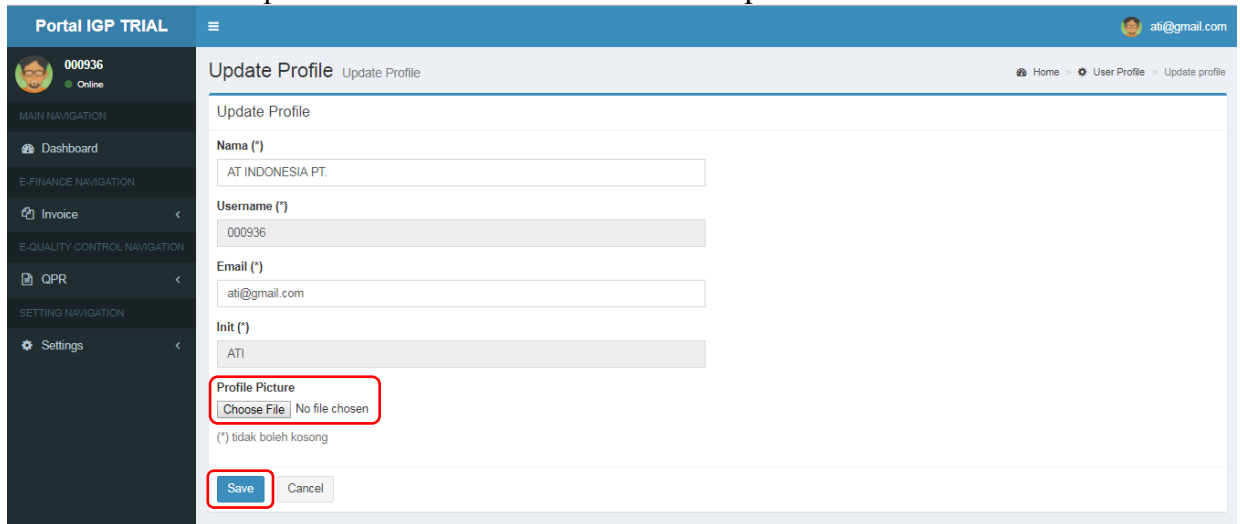 Portal IGP TRIAL
ati@gmail.com
000936
Online
Update Profile Update Profile
Home > User Profile > Update profile
MAIN NAVIGATION
Update Profile
Dashboard
Nama (*)
AT INDONESIA PT.
E-FINANCE NAVIGATION
Invoice
Username (*)
000936
E-QUALITY CONTROL NAVIGATION
QPR
Email (*)
ati@gmail.com
SETTING NAVIGATION
Settings
Init (*)
ATI
Profile Picture
Choose File No file chosen
(*) tidak boleh kosong
Save Cancel